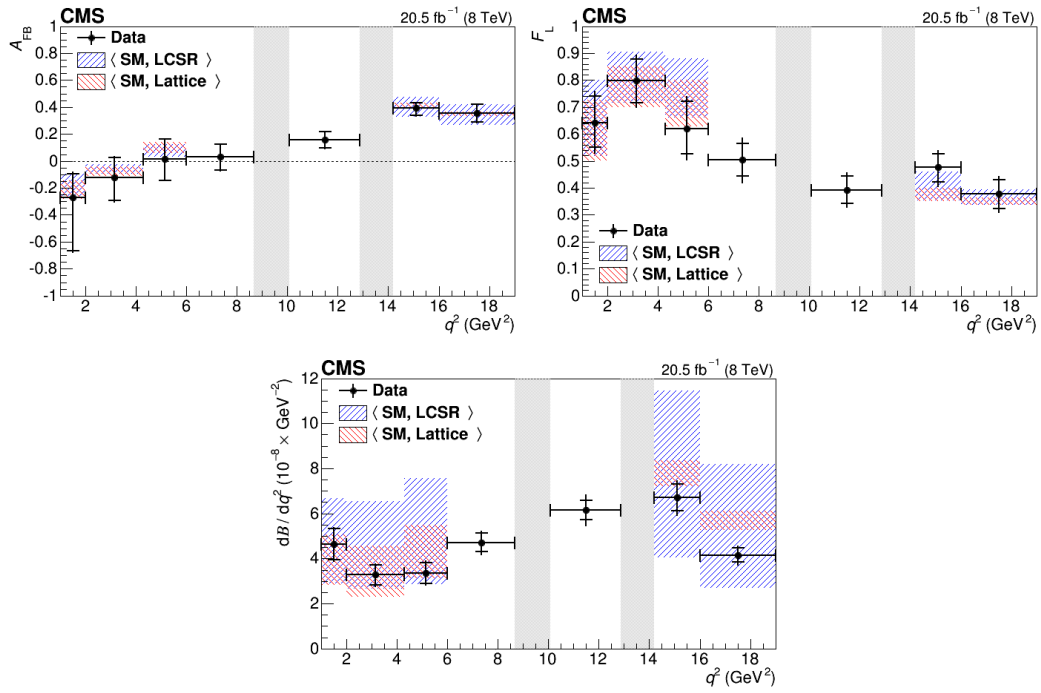 CMS
20.5 fb⁻¹ (8 TeV)
A_FB
1
0.8
0.6
0.4
0.2
0
-0.2
-0.4
-0.6
-0.8
-1
Data
⟨ SM, LCSR ⟩
⟨ SM, Lattice ⟩
2 4 6 8 10 12 14 16 18
q² (GeV²)
CMS
20.5 fb⁻¹ (8 TeV)
F_L
1
0.9
0.8
0.7
0.6
0.5
0.4
0.3
0.2
0.1
0
Data
⟨ SM, LCSR ⟩
⟨ SM, Lattice ⟩
2 4 6 8 10 12 14 16 18
q² (GeV²)
CMS
20.5 fb⁻¹ (8 TeV)
dB / dq² (10⁻⁸ × GeV⁻²)
12
10
8
6
4
2
0
Data
⟨ SM, LCSR ⟩
⟨ SM, Lattice ⟩
2 4 6 8 10 12 14 16 18
q² (GeV²)